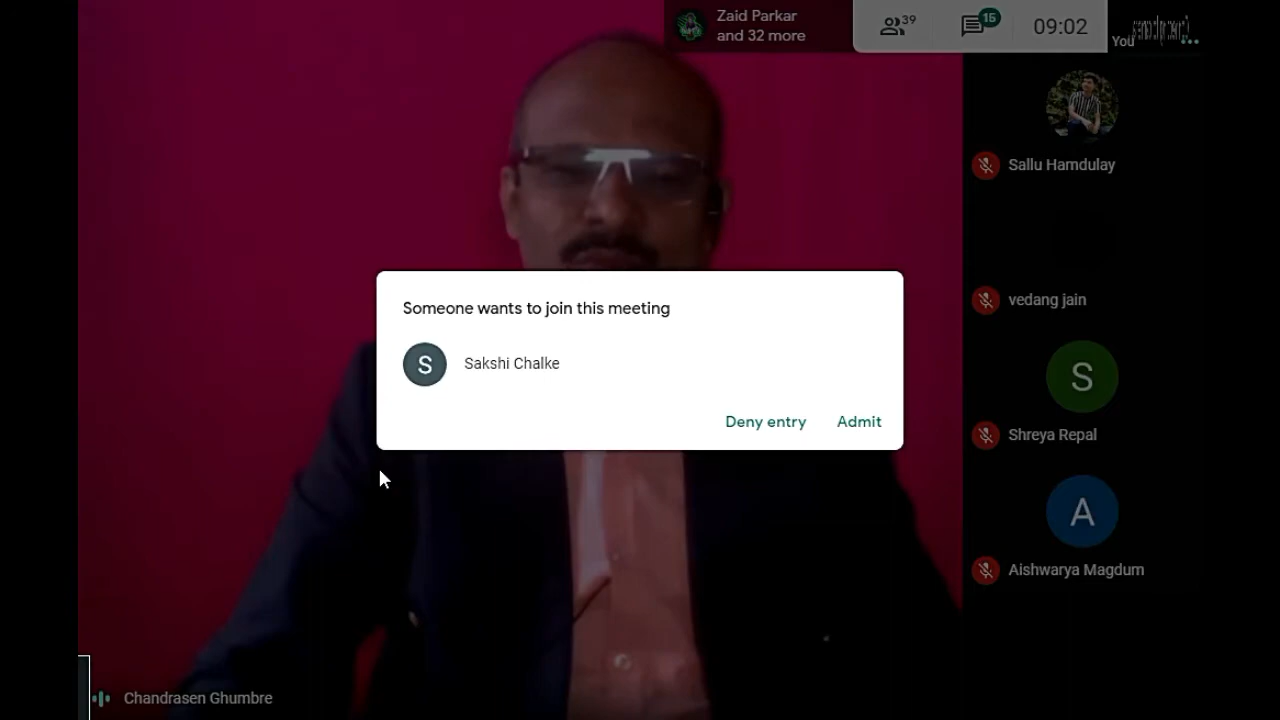 Zaid Parkar
and 32 more
39
15
09:02
You
Sallu Hamdulay
vedang jain
Someone wants to join this meeting
S
Sakshi Chalke
Deny entry
Admit
S
Shreya Repal
A
Aishwarya Magdum
Chandrasen Ghumbre